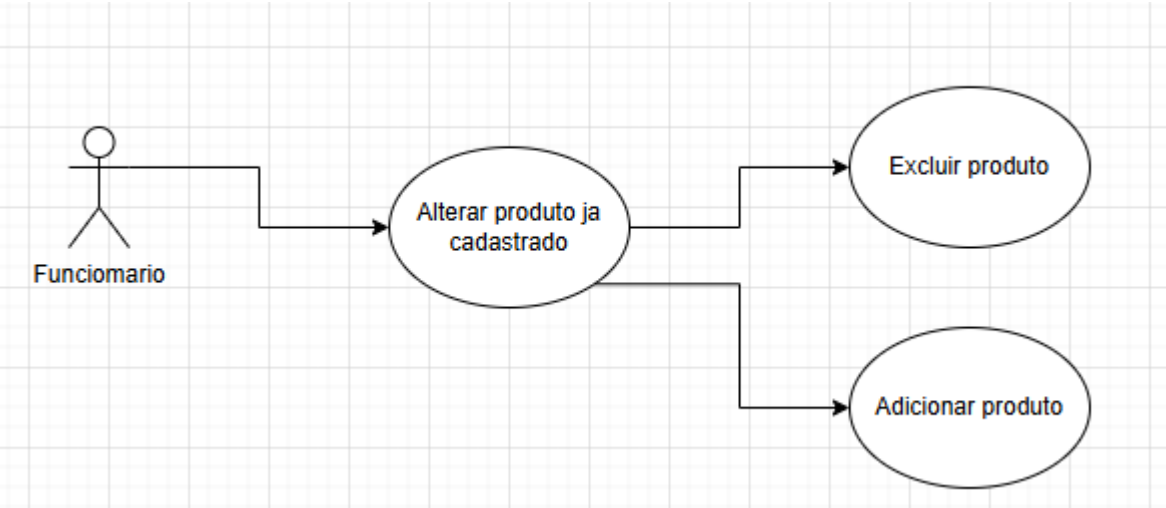 Funciomario
Alterar produto ja
cadastrado
Excluir produto
Adicionar produto